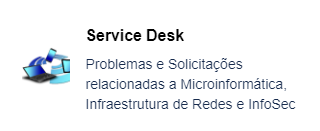 Service Desk
Problemas e Solicitações
relacionadas a Microinformática,
Infraestrutura de Redes e InfoSec